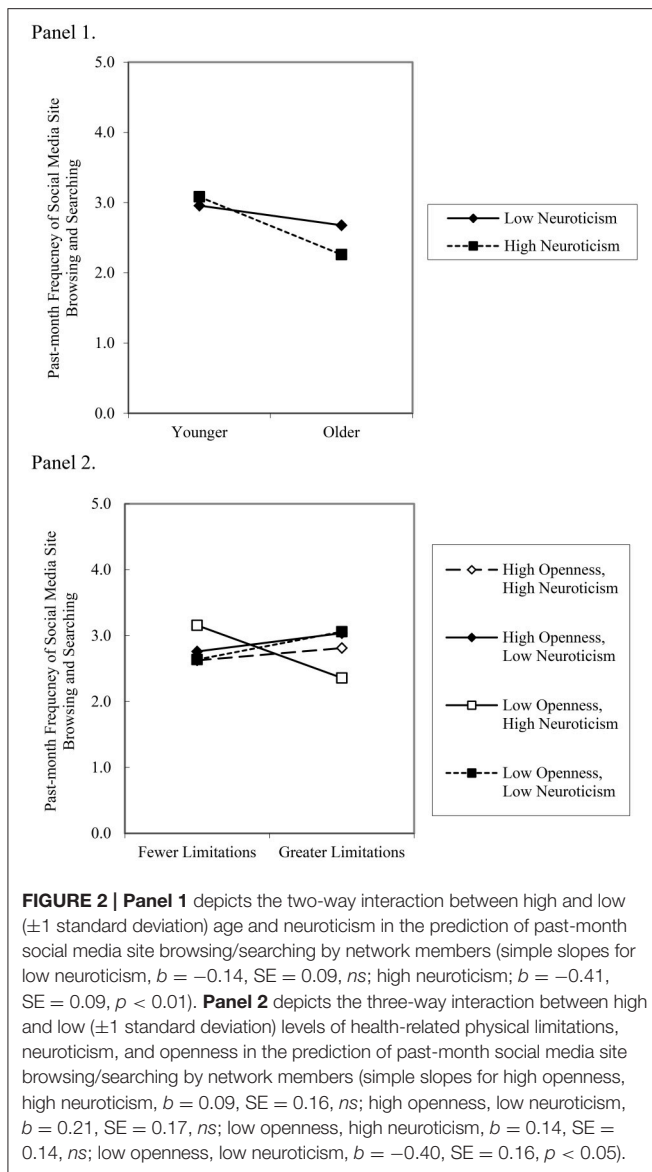 Panel 1.
5.0
4.0
3.0
2.0
1.0
0.0
Past-month Frequency of Social Media Site
Browsing and Searching
Younger
Older
Low Neuroticism
High Neuroticism
Panel 2.
5.0
4.0
3.0
2.0
1.0
0.0
Past-month Frequency of Social Media Site
Browsing and Searching
Fewer Limitations
Greater Limitations
High Openness,
High Neuroticism
High Openness,
Low Neuroticism
Low Openness,
High Neuroticism
Low Openness,
Low Neuroticism
FIGURE 2 | Panel 1 depicts the two-way interaction between high and low
(±1 standard deviation) age and neuroticism in the prediction of past-month
social media site browsing/searching by network members (simple slopes for
low neuroticism, b = −0.14, SE = 0.09, ns; high neuroticism; b = −0.41,
SE = 0.09, p < 0.01). Panel 2 depicts the three-way interaction between high
and low (±1 standard deviation) levels of health-related physical limitations,
neuroticism, and openness in the prediction of past-month social media site
browsing/searching by network members (simple slopes for high openness,
high neuroticism, b = 0.09, SE = 0.16, ns; high openness, low neuroticism,
b = 0.21, SE = 0.17, ns; low openness, high neuroticism, b = 0.14, SE =
0.14, ns; low openness, low neuroticism, b = −0.40, SE = 0.16, p < 0.05).